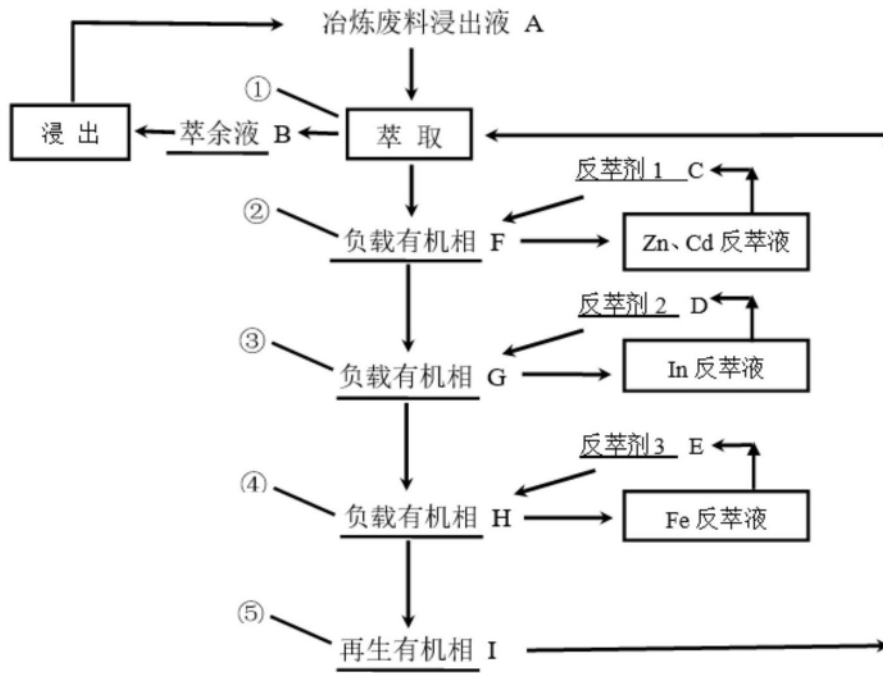 冶炼废料浸出液 A
①
浸 出
萃余液 B
萃 取
反萃剂 1 C
②
负载有机相 F
Zn、Cd 反萃液
反萃剂 2 D
③
负载有机相 G
In 反萃液
反萃剂 3 E
④
负载有机相 H
Fe 反萃液
⑤
再生有机相 I